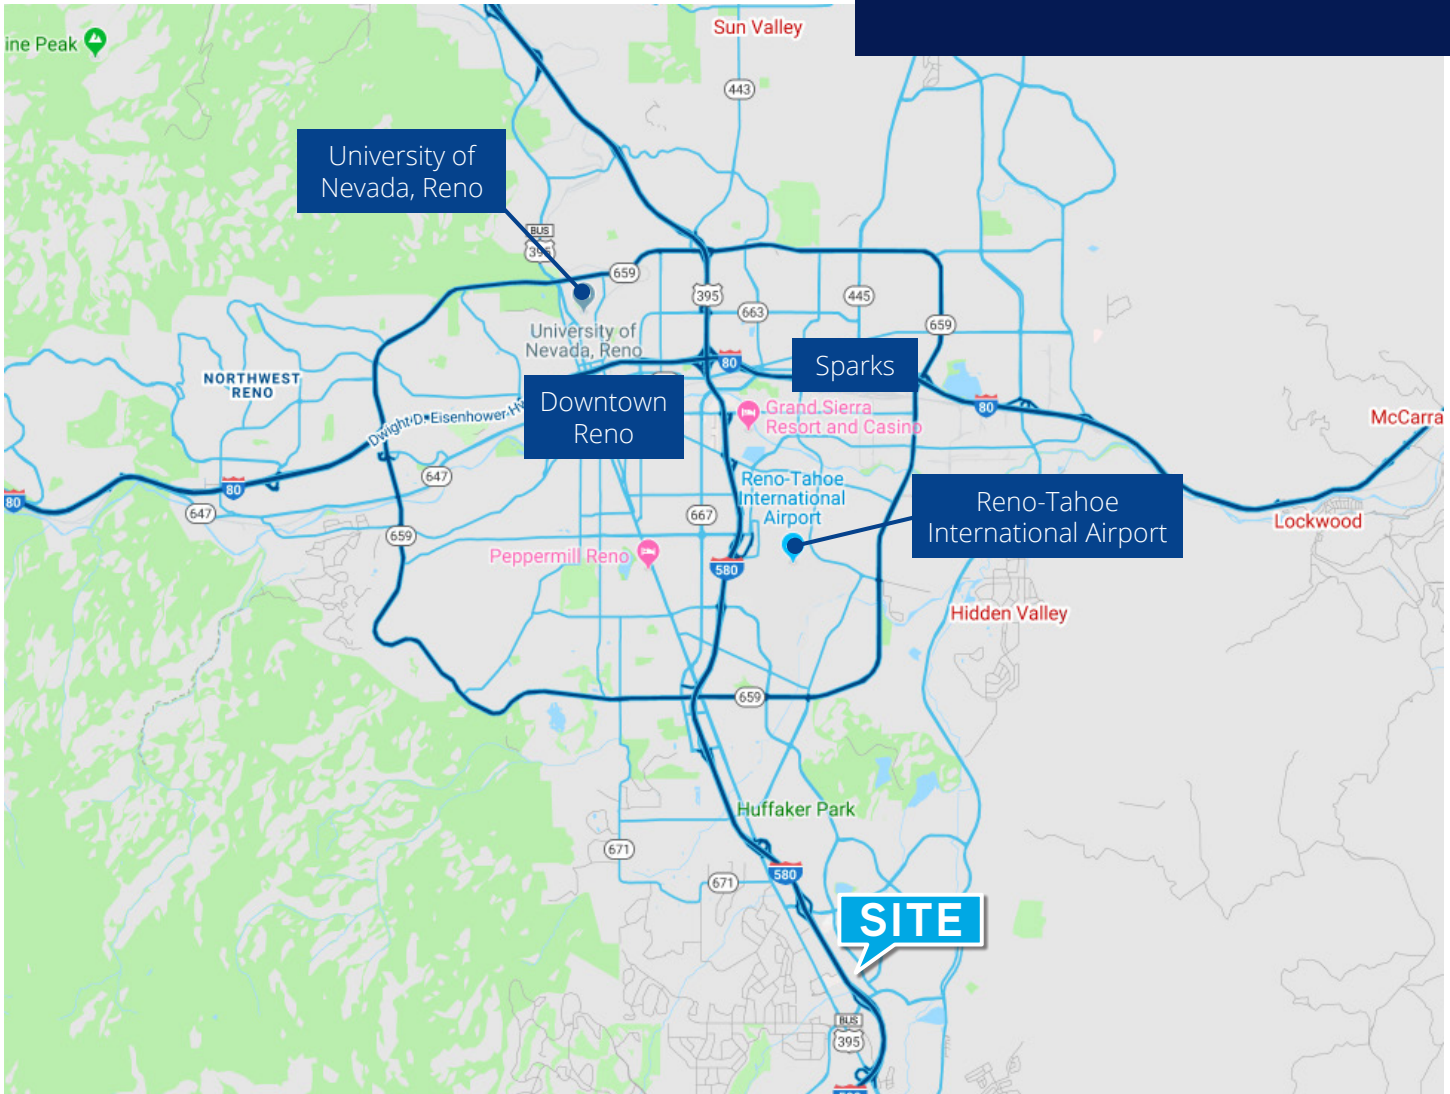 Sun Valley
ine Peak
443
University of
Nevada, Reno
BUS
395
659
395
445
663
659
University of
Nevada, Reno
80
Sparks
NORTHWEST
RENO
Downtown
Reno
Grand Sierra
Resort and Casino
80
McCarra
Dwight D. Eisenhower Hw
647
80
80
647
Reno-Tahoe
International
Airport
Reno-Tahoe
International Airport
667
Lockwood
659
Peppermill Reno
580
Hidden Valley
659
Huffaker Park
671
580
671
SITE
BUS
395